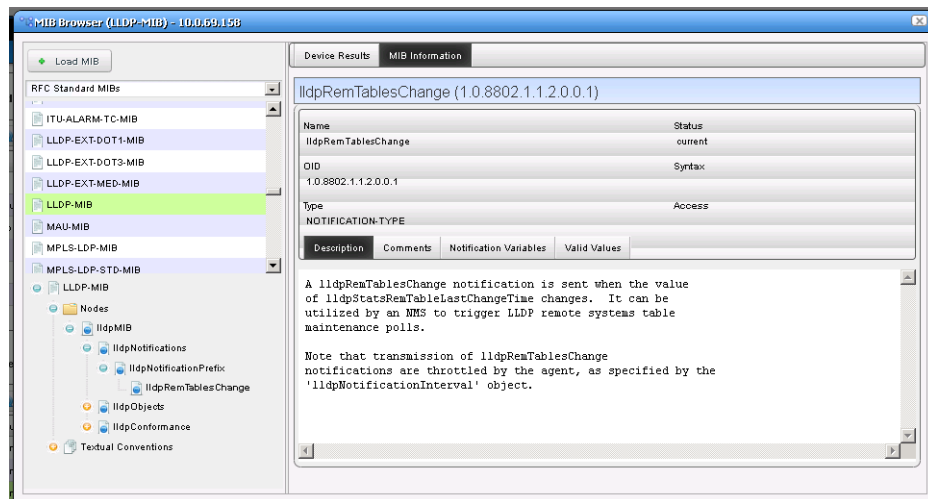 MIB Browser (LLDP-MIB) - 10.0.69.158
Load MIB
RFC Standard MIBs
ITU-ALARM-TC-MIB
LLDP-EXT-DOT1-MIB
LLDP-EXT-DOT3-MIB
LLDP-EXT-MED-MIB
LLDP-MIB
MAU-MIB
MPLS-LDP-MIB
MPLS-LDP-STD-MIB
LLDP-MIB
Nodes
lldpMIB
lldpNotifications
lldpNotificationPrefix
lldpRemTablesChange
lldpObjects
lldpConformance
Textual Conventions
Device Results MIB Information
lldpRemTablesChange (1.0.8802.1.1.2.0.0.1)
Name Status
lldpRemTablesChange current
OID Syntax
1.0.8802.1.1.2.0.0.1
Type Access
NOTIFICATION-TYPE
Description Comments Notification Variables Valid Values
A lldpRemTablesChange notification is sent when the value
of lldpStatsRemTableLastChangeTime changes. It can be
utilized by an NMS to trigger LLDP remote systems table
maintenance polls.
Note that transmission of lldpRemTablesChange
notifications are throttled by the agent, as specified by the
'lldpNotificationInterval' object.